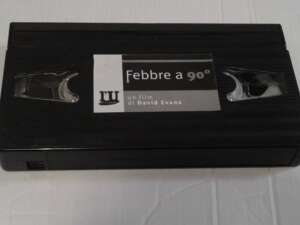 Febbre a 90°
un film
di David Evans